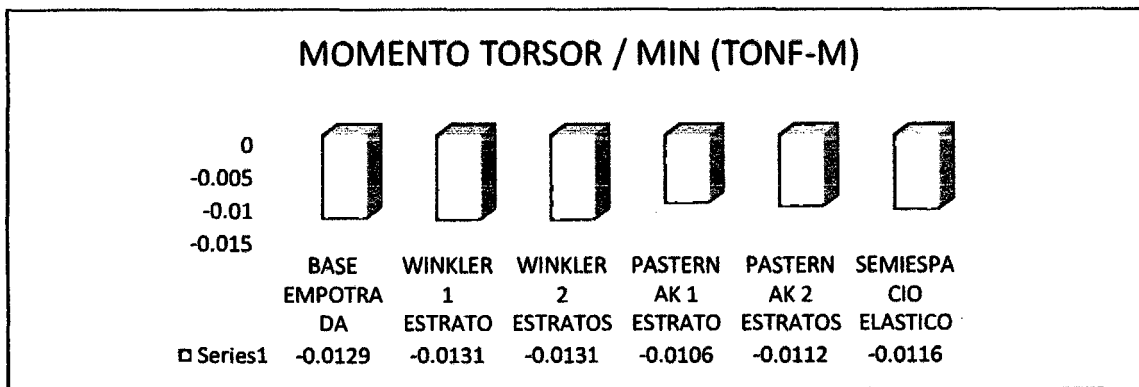 MOMENTO TORSOR / MIN (TONF-M)
0
-0.005
-0.01
-0.015
BASE WINKLER WINKLER PASTERN PASTERN SEMIESPA
EMPOTRA 1 2 AK 1 AK 2 CIO
DA ESTRATO ESTRATOS ESTRATO ESTRATOS ELASTICO
Series1 -0.0129 -0.0131 -0.0131 -0.0106 -0.0112 -0.0116